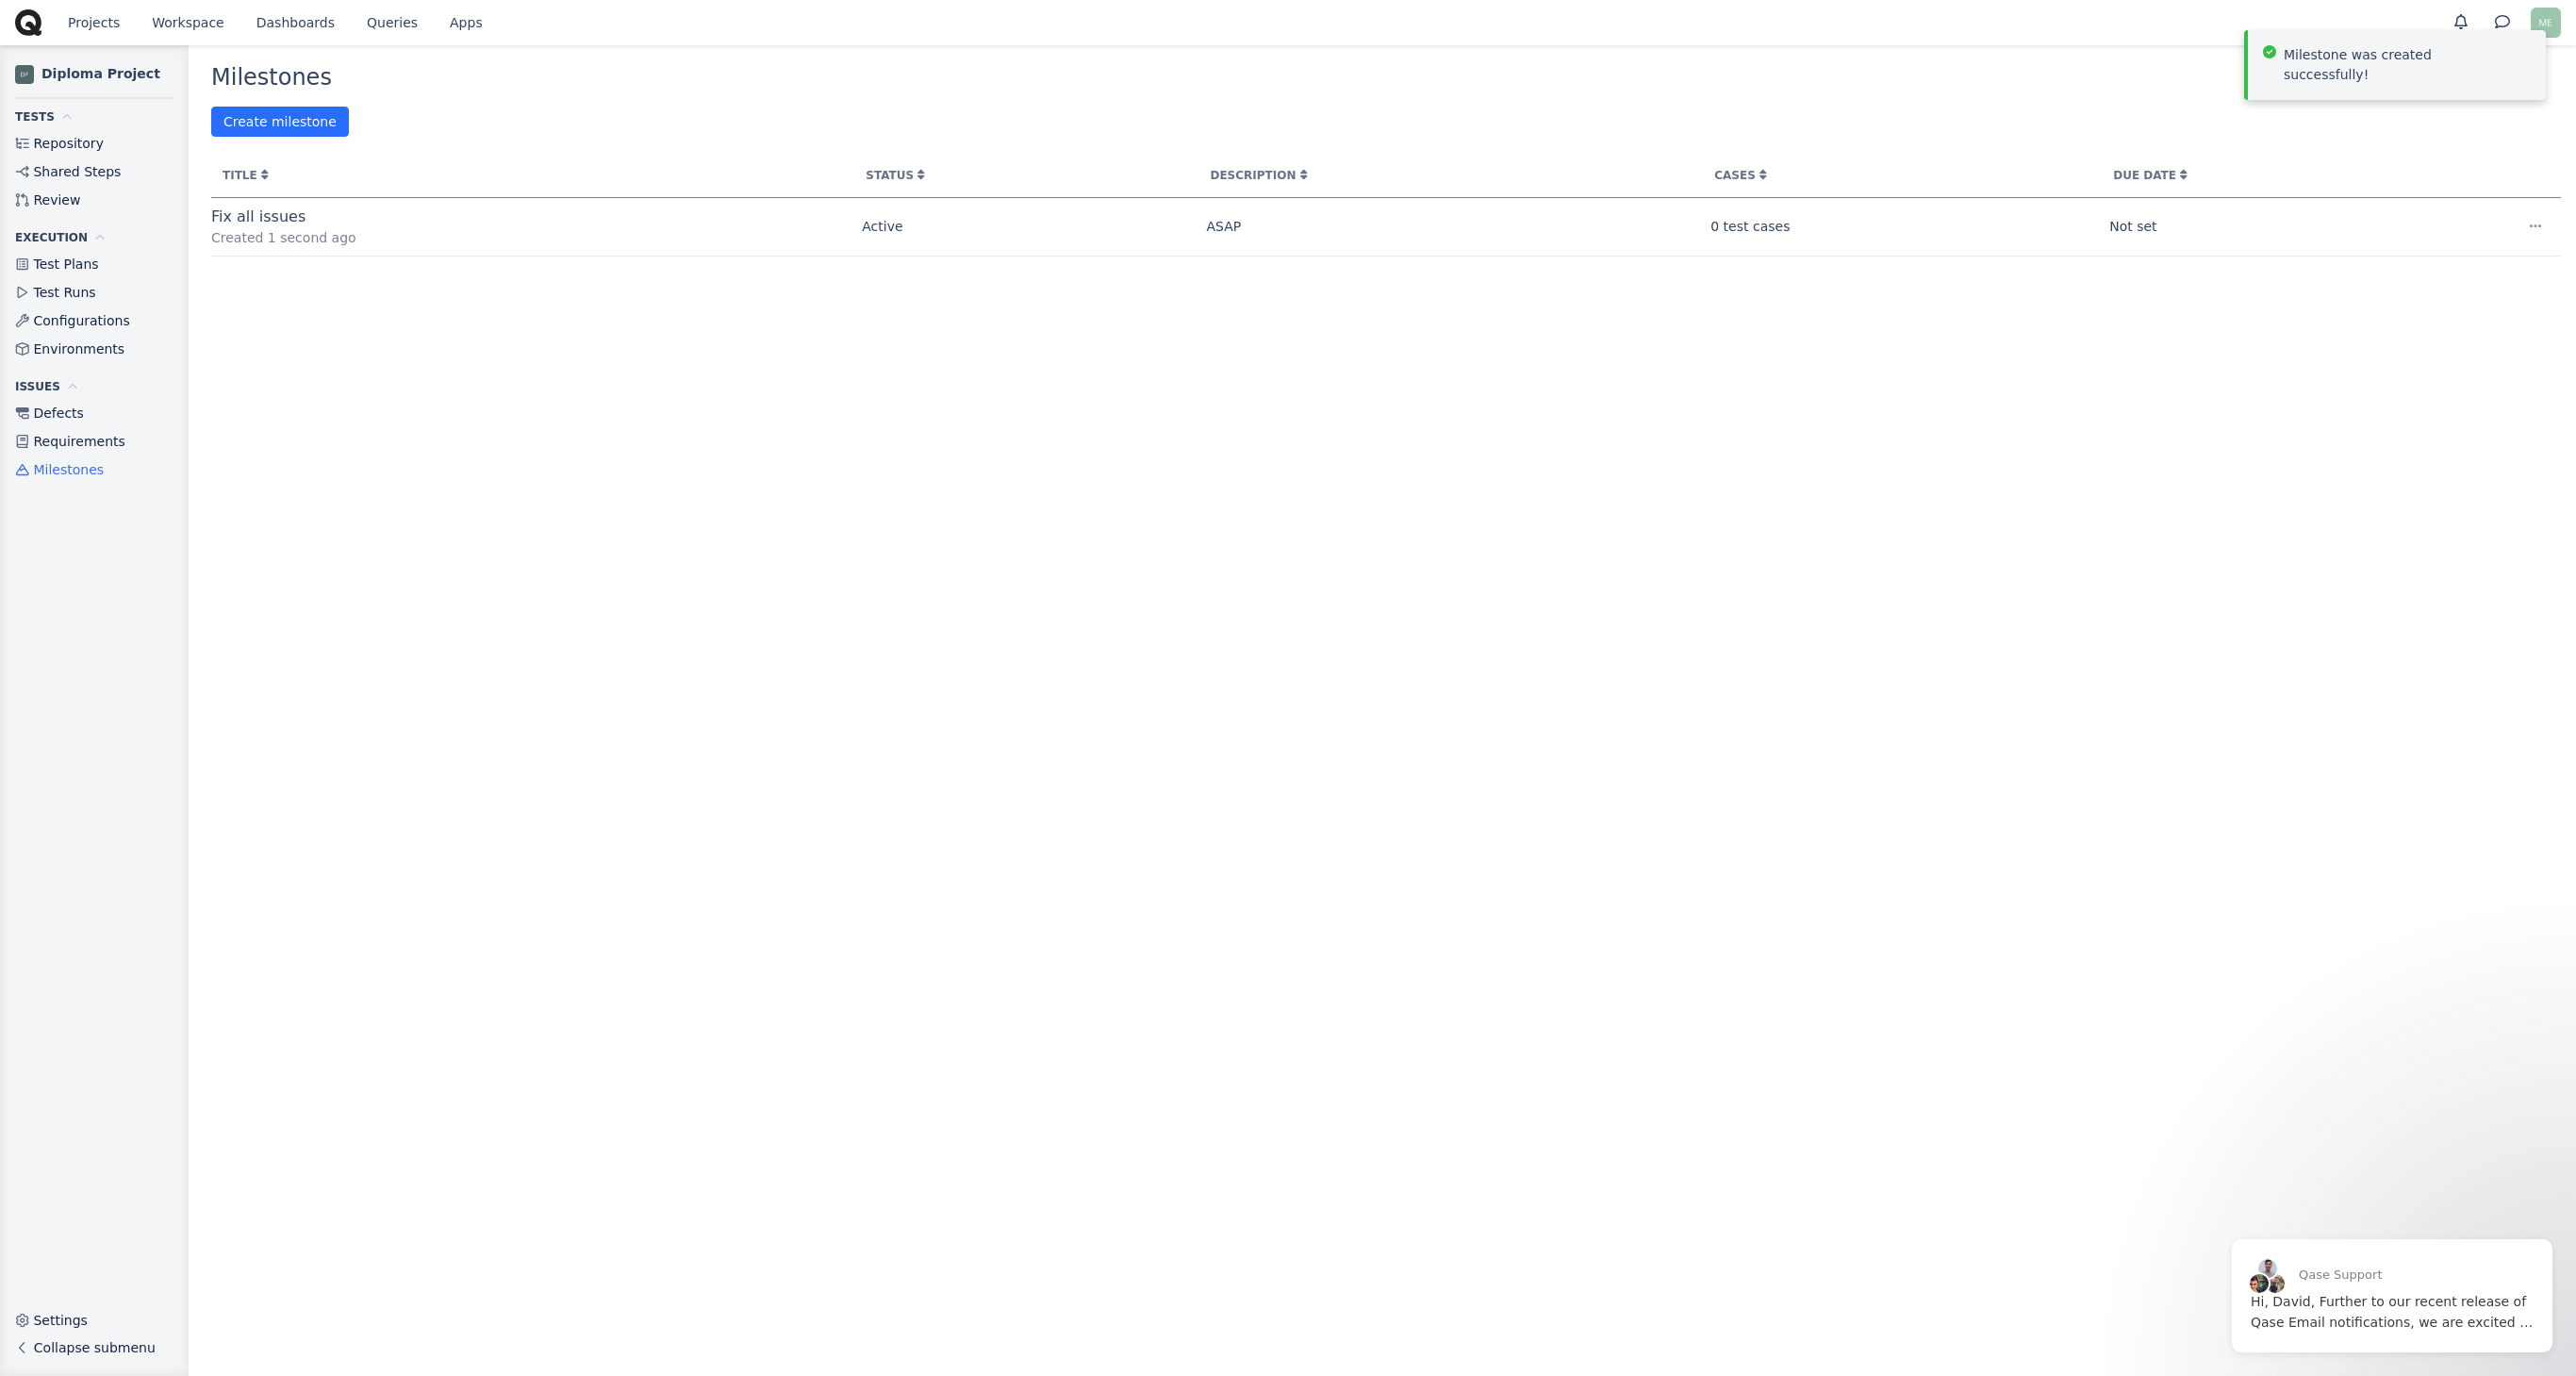 Projects Workspace Dashboards Queries Apps ME
Milestone was created
successfully!
DP Diploma Project
TESTS
Repository
Shared Steps
Review
EXECUTION
Test Plans
Test Runs
Configurations
Environments
ISSUES
Defects
Requirements
Milestones
Settings
Collapse submenu
Milestones
Create milestone
TITLE STATUS DESCRIPTION CASES DUE DATE
Fix all issues
Created 1 second ago
Active ASAP 0 test cases Not set
Qase Support
Hi, David, Further to our recent release of
Qase Email notifications, we are excited ...